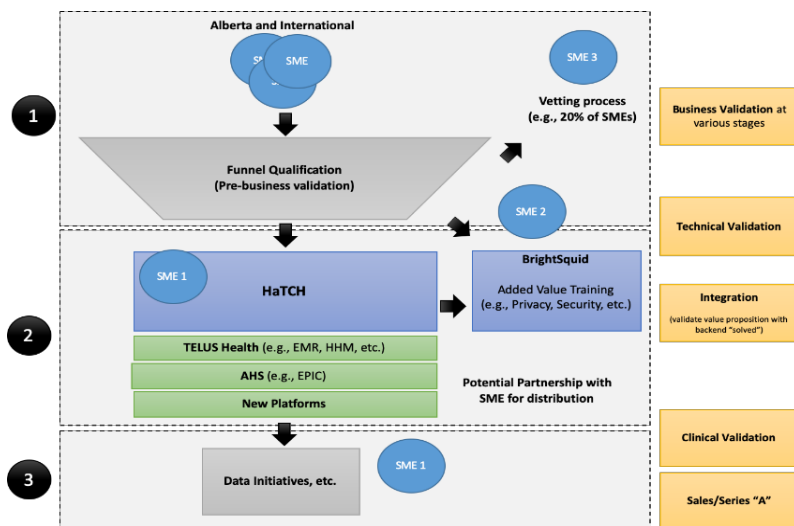 Alberta and International
SME
SME 3
Vetting process
(e.g., 20% of SMEs)
1
Funnel Qualification
(Pre-business validation)
Business Validation at
various stages
SME 2
Technical Validation
SME 1
HaTCH
BrightSquid
Added Value Training
(e.g., Privacy, Security, etc.)
Integration
(validate value proposition with
backend “solved”)
2
TELUS Health (e.g., EMR, HHM, etc.)
AHS (e.g., EPIC)
New Platforms
Potential Partnership with
SME for distribution
Clinical Validation
3
Data Initiatives, etc.
SME 1
Sales/Series “A”